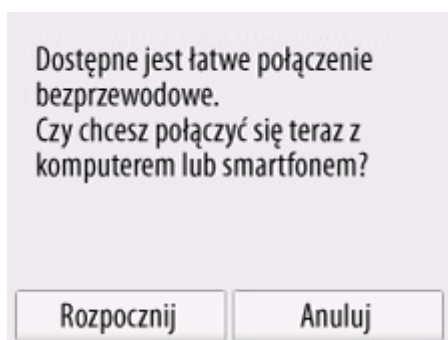 Dostępne jest łatwe połączenie
bezprzewodowe.
Czy chcesz połączyć się teraz z
komputerem lub smartfonem?
Rozpocznij
Anuluj